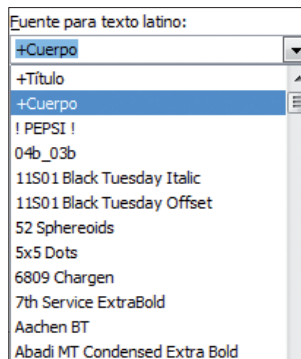 Fuente para texto latino:
+Cuerpo
+Título
+Cuerpo
! PEPSI !
04b_03b
11S01 Black Tuesday Italic
11S01 Black Tuesday Offset
52 Sphereoids
5x5 Dots
6809 Chargen
7th Service ExtraBold
Aachen BT
Abadi MT Condensed Extra Bold